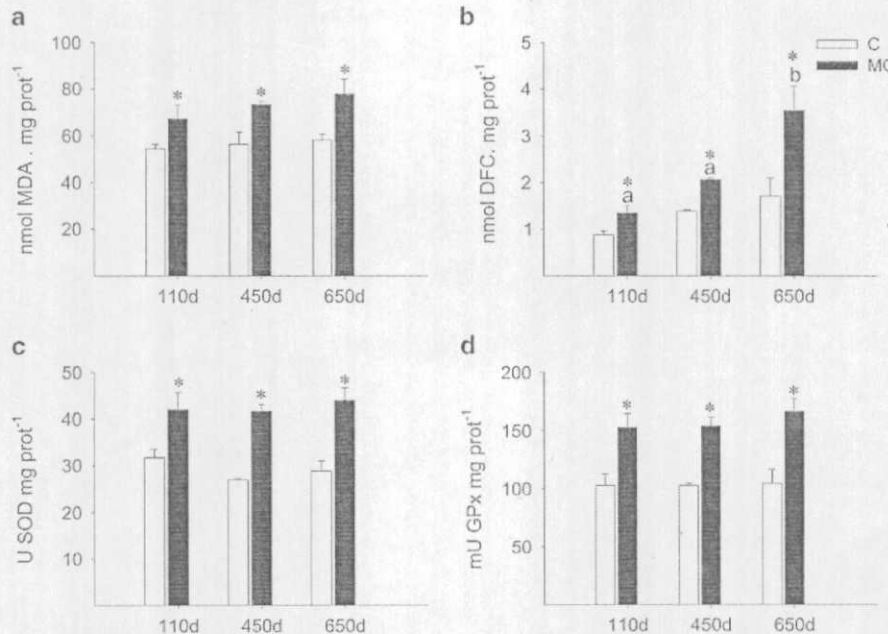 a
100
80
60
40
20
nmol MDA . mg prot-1
*
*
*
110d 450d 650d
b
5
4
3
2
1
nmol DFC. mg prot-1
*
a
*
a
*
b
110d 450d 650d
C
c
50
40
30
20
10
U SOD mg prot-1
*
*
*
110d 450d 650d
d
200
150
100
50
mU GPx mg prot-1
*
*
*
110d 450d 650d